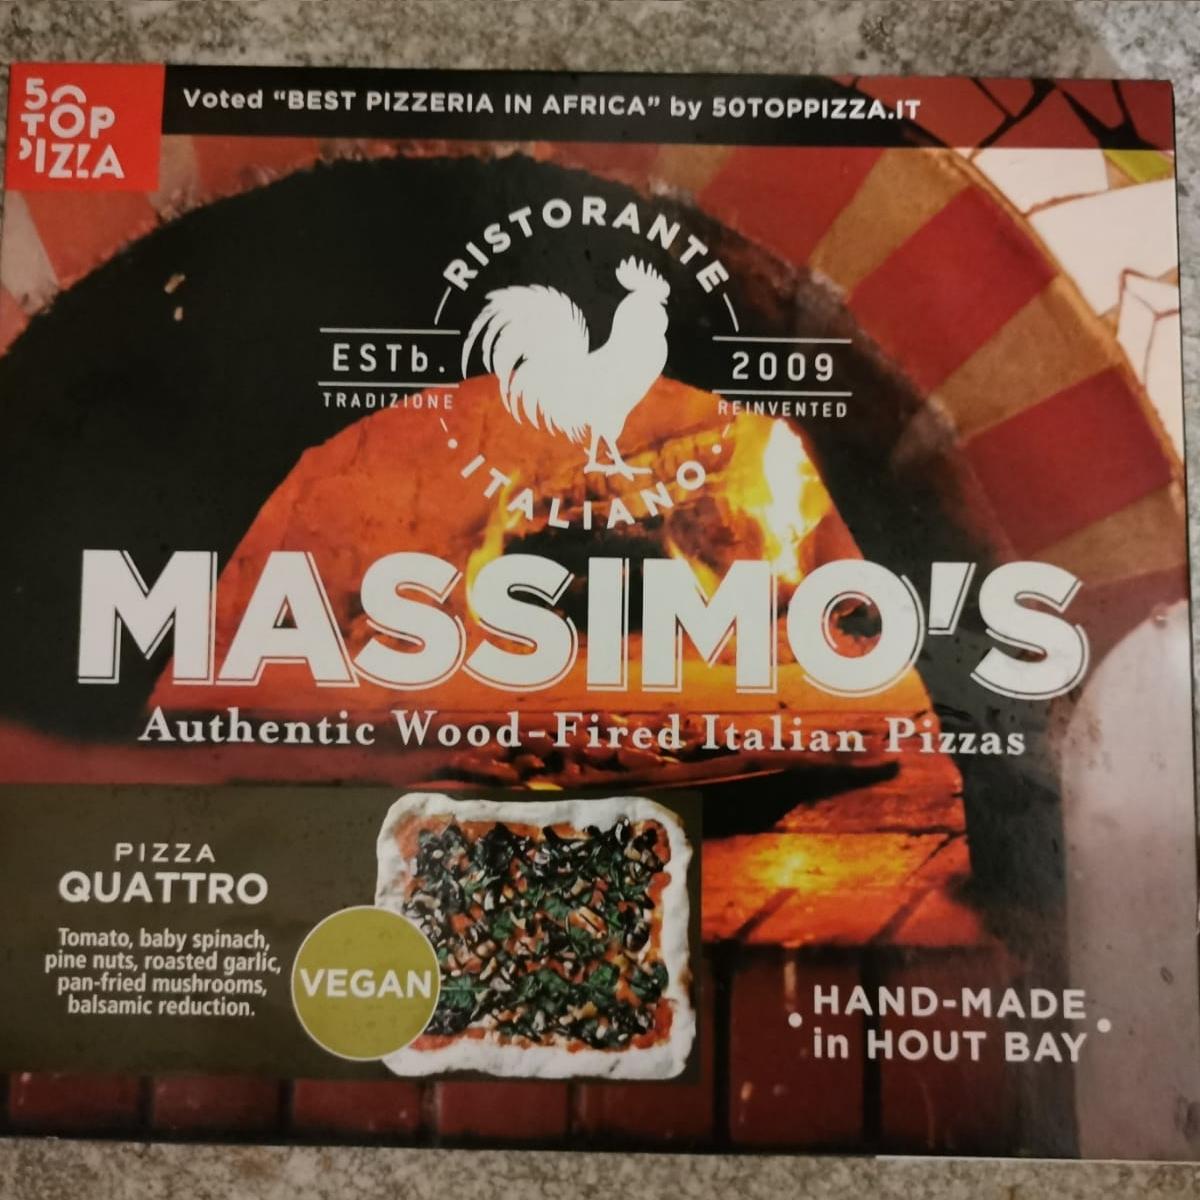 50
TOP
PIZZA
Voted “BEST PIZZERIA IN AFRICA” by 50TOPPIZZA.IT
RISTORANTE
ESTb. 2009
TRADIZIONE REINVENTED
ITALIANO
MASSIMO'S
Authentic Wood-Fired Italian Pizzas
PIZZA
QUATTRO
Tomato, baby spinach,
pine nuts, roasted garlic,
pan-fried mushrooms,
balsamic reduction.
VEGAN
HAND-MADE
in HOUT BAY